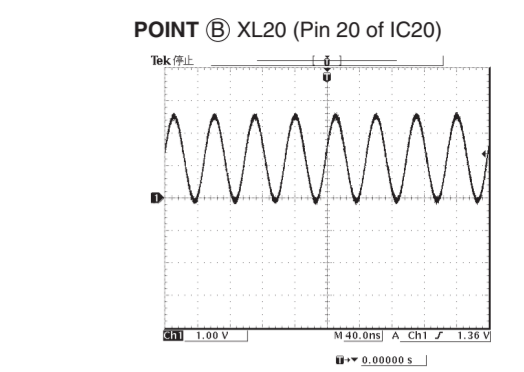 POINT Ⓑ XL20 (Pin 20 of IC20)
Tek 停止
T
1
Ch1 1.00 V M 40.0ns A Ch1 1.36 V
T 0.00000 s